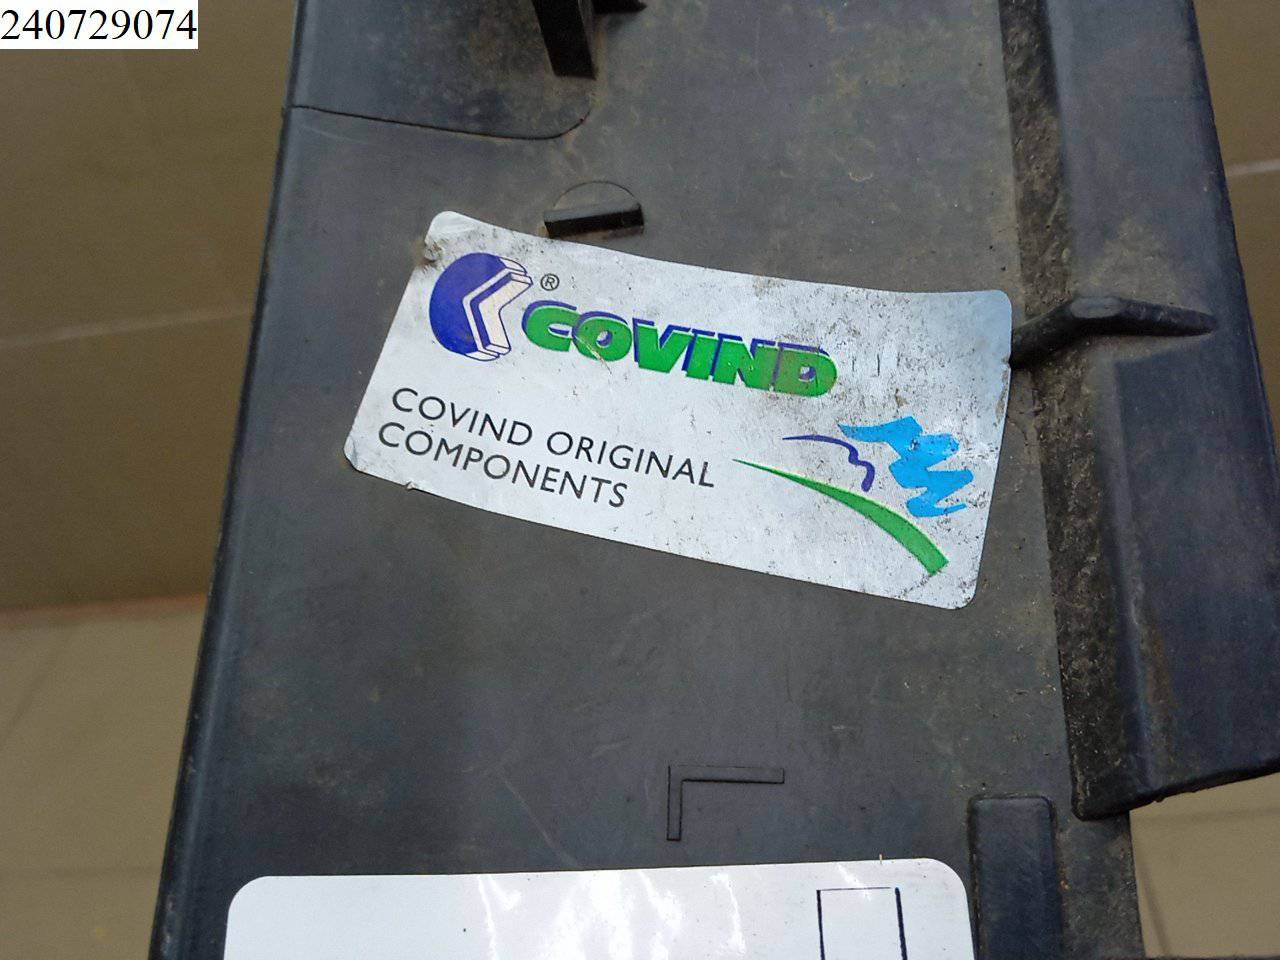 240729074
® COVIND
COVIND ORIGINAL
COMPONENTS